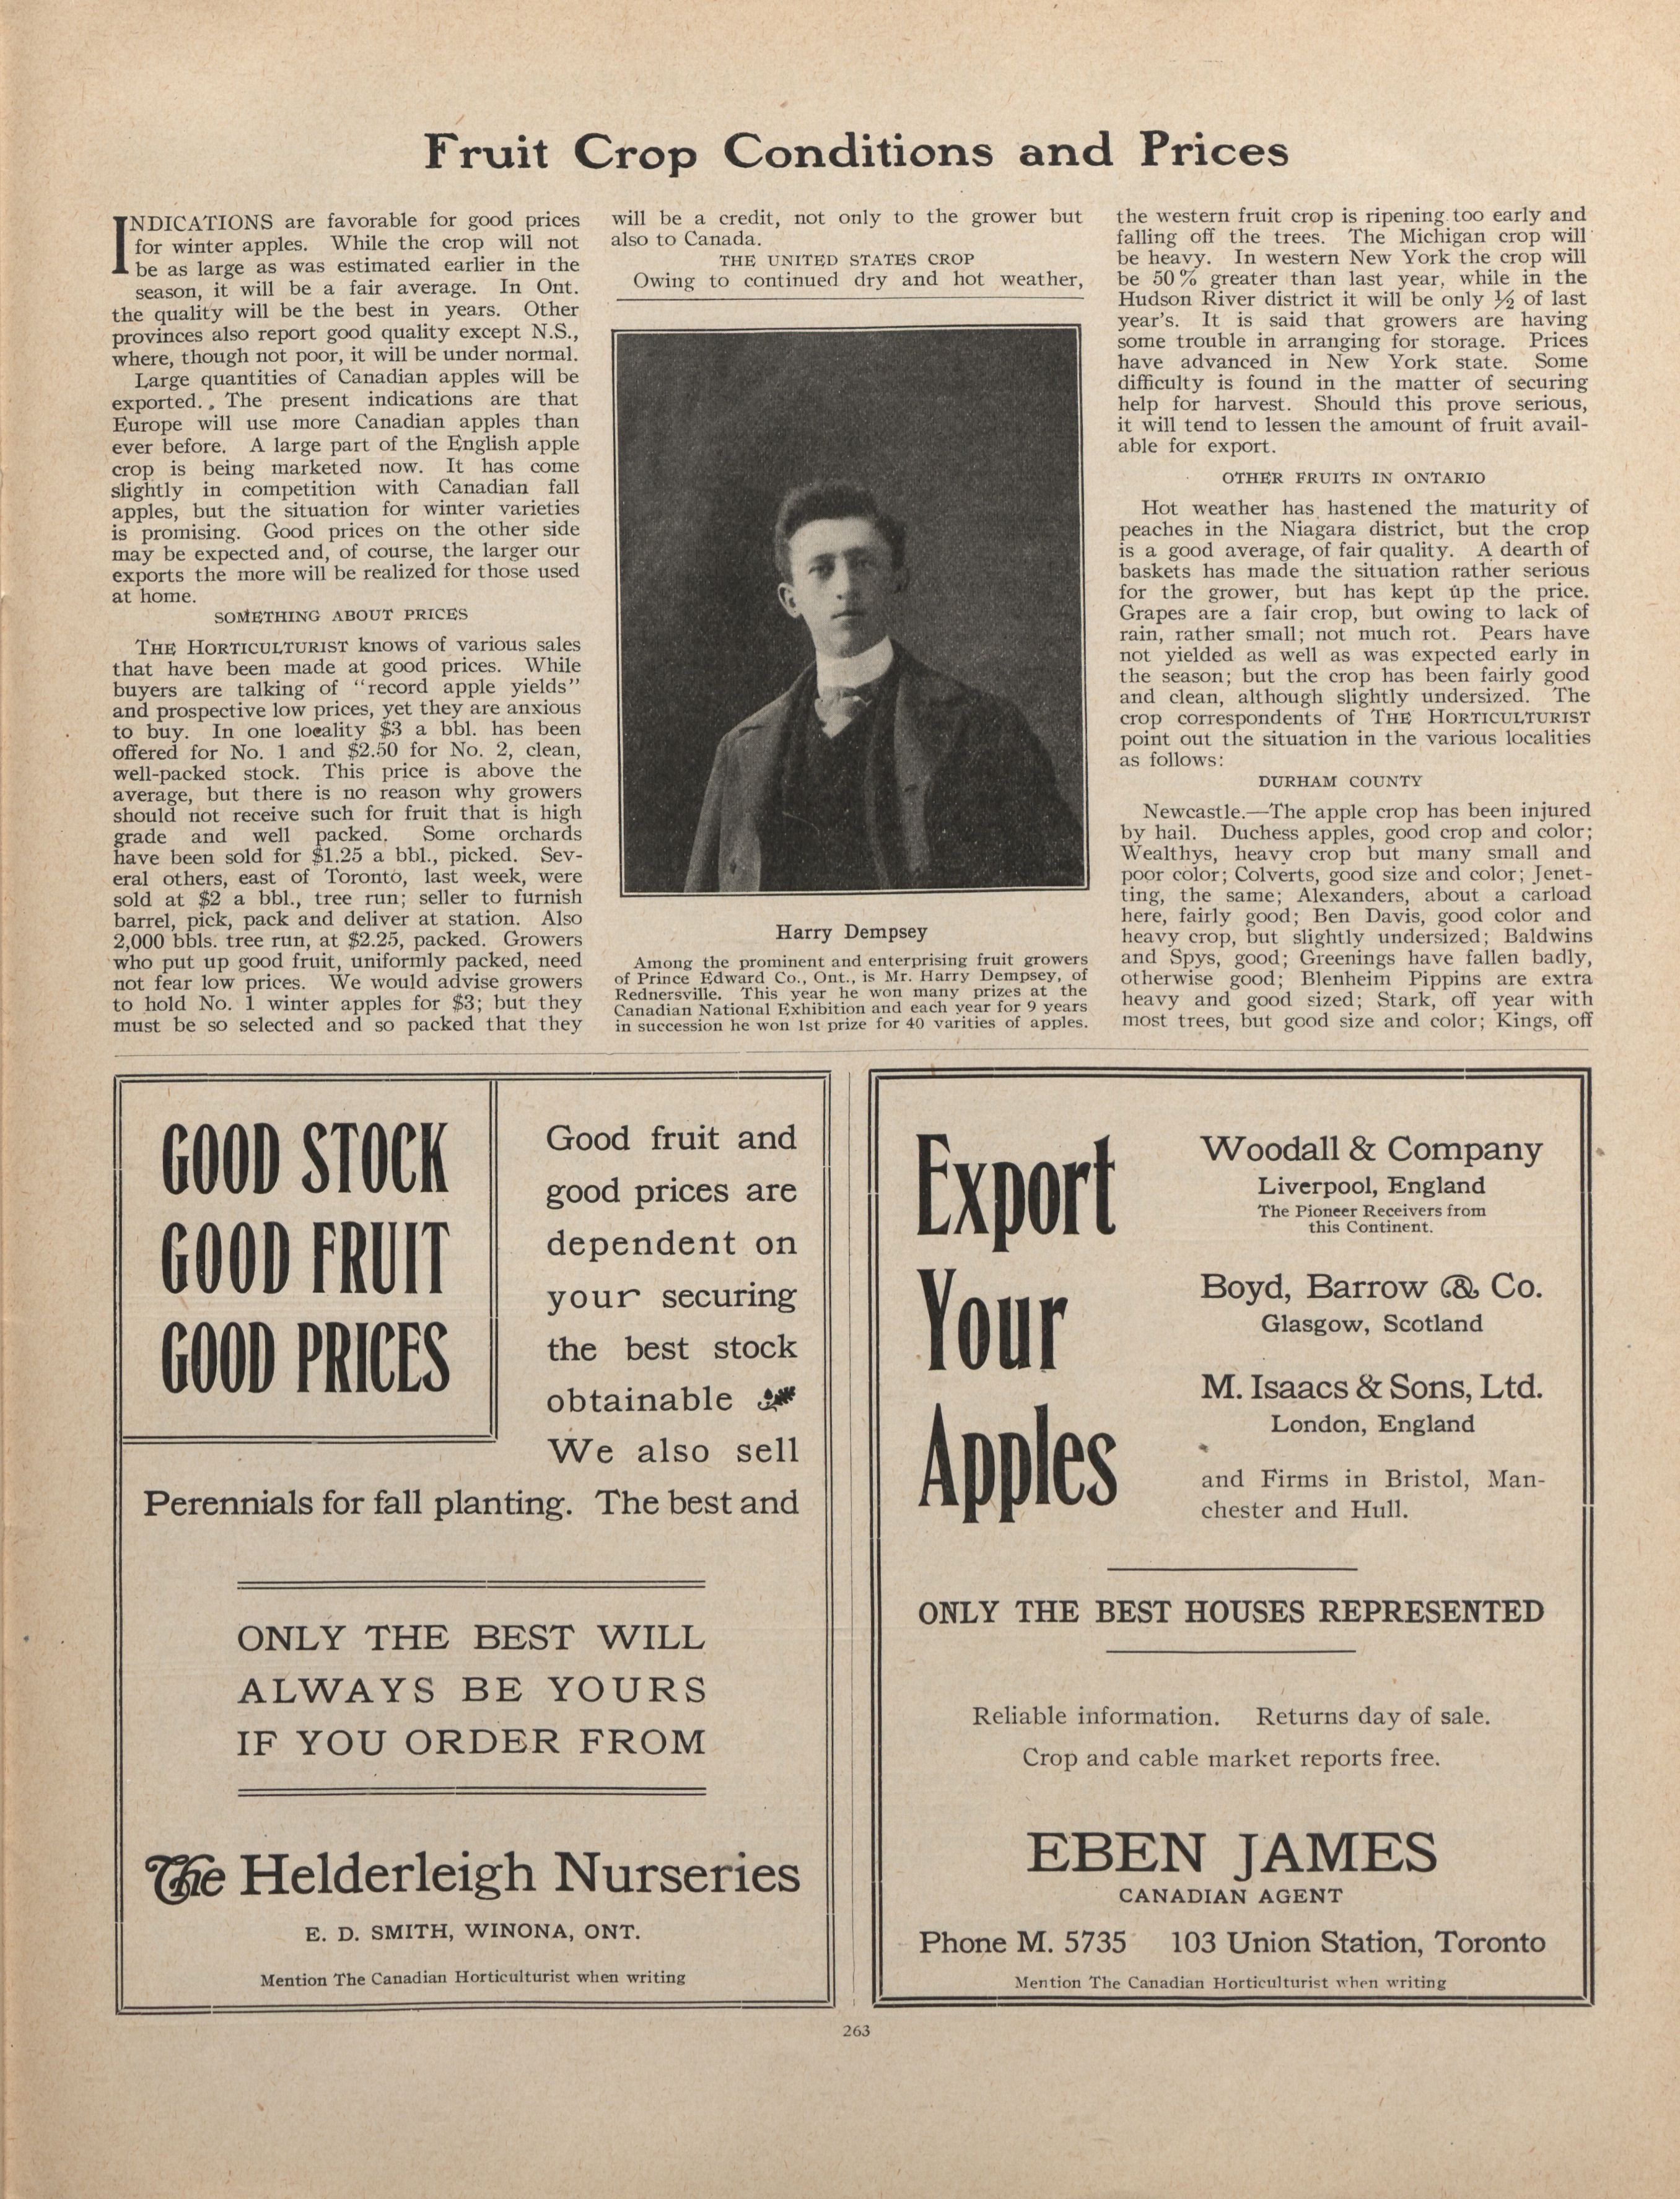 Fruit Crop Conditions and Prices
INDICATIONS are favorable for good prices
for winter apples. While the crop will not
be as large as was estimated earlier in the
season, it will be a fair average. In Ont.
the quality will be the best in years. Other
provinces also report good quality except N.S.,
where, though not poor, it will be under normal.
Large quantities of Canadian apples will be
exported. The present indications are that
Europe will use more Canadian apples than
ever before. A large part of the English apple
crop is being marketed now. It has come
slightly in competition with Canadian fall
apples, but the situation for winter varieties
is promising. Good prices on the other side
may be expected and, of course, the larger our
exports the more will be realized for those used
at home.
SOMETHING ABOUT PRICES
THE HORTICULTURIST knows of various sales
that have been made at good prices. While
buyers are talking of "record apple yields"
and prospective low prices, yet they are anxious
to buy. In one locality $3 a bbl. has been
offered for No. 1 and $2.50 for No. 2, clean,
well-packed stock. This price is above the
average, but there is no reason why growers
should not receive such for fruit that is high
grade and well packed. Some orchards
have been sold for $1.25 a bbl., picked. Sev-
eral others, east of Toronto, last week, were
sold at $2 a bbl., tree run; seller to furnish
barrel, pick, pack and deliver at station. Also
2,000 bbls. tree run, at $2.25, packed. Growers
who put up good fruit, uniformly packed, need
not fear low prices. We would advise growers
to hold No. 1 winter apples for $3; but they
must be so selected and so packed that they
will be a credit, not only to the grower but
also to Canada.
THE UNITED STATES CROP
Owing to continued dry and hot weather,
Harry Dempsey
Among the prominent and enterprising fruit growers
of Prince Edward Co., Ont., is Mr. Harry Dempsey, of
Rednersville. This year he won many prizes at the
Canadian National Exhibition and each year for 9 years
in succession he won 1st prize for 40 varities of apples.
the western fruit crop is ripening too early and
falling off the trees. The Michigan crop will
be heavy. In western New York the crop will
be 50% greater than last year, while in the
Hudson River district it will be only ½ of last
year's. It is said that growers are having
some trouble in arranging for storage. Prices
have advanced in New York state. Some
difficulty is found in the matter of securing
help for harvest. Should this prove serious,
it will tend to lessen the amount of fruit avail-
able for export.
OTHER FRUITS IN ONTARIO
Hot weather has hastened the maturity of
peaches in the Niagara district, but the crop
is a good average, of fair quality. A dearth of
baskets has made the situation rather serious
for the grower, but has kept up the price.
Grapes are a fair crop, but owing to lack of
rain, rather small; not much rot. Pears have
not yielded as well as was expected early in
the season; but the crop has been fairly good
and clean, although slightly undersized. The
crop correspondents of THE HORTICULTURIST
point out the situation in the various localities
as follows:
DURHAM COUNTY
Newcastle.—The apple crop has been injured
by hail. Duchess apples, good crop and color;
Wealthys, heavy crop but many small and
poor color; Colverts, good size and color; Jenet-
ting, the same; Alexanders, about a carload
here, fairly good; Ben Davis, good color and
heavy crop, but slightly undersized; Baldwins
and Spys, good; Greenings have fallen badly,
otherwise good; Blenheim Pippins are extra
heavy and good sized; Stark, off year with
most trees, but good size and color; Kings, off
GOOD STOCK
GOOD FRUIT
GOOD PRICES
Good fruit and
good prices are
dependent on
your securing
the best stock
obtainable
We also sell
Perennials for fall planting. The best and
ONLY THE BEST WILL
ALWAYS BE YOURS
IF YOU ORDER FROM
The Helderleigh Nurseries
E. D. SMITH, WINONA, ONT.
Mention The Canadian Horticulturist when writing
Export
Your
Apples
Woodall & Company
Liverpool, England
The Pioneer Receivers from
this Continent.
Boyd, Barrow & Co.
Glasgow, Scotland
M. Isaacs & Sons, Ltd.
London, England
and Firms in Bristol, Man-
chester and Hull.
ONLY THE BEST HOUSES REPRESENTED
Reliable information. Returns day of sale.
Crop and cable market reports free.
EBEN JAMES
CANADIAN AGENT
Phone M. 5735 103 Union Station, Toronto
Mention The Canadian Horticulturist when writing
263